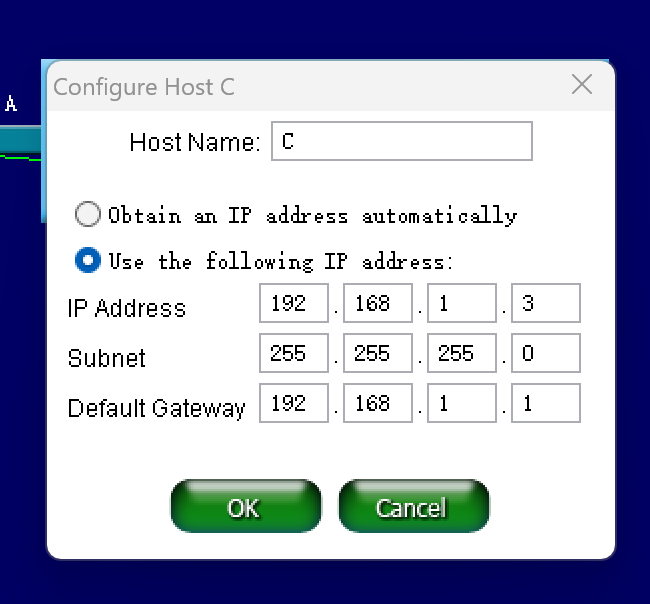 Configure Host C
A
Host Name: C
Obtain an IP address automatically
Use the following IP address:
IP Address 192 . 168 . 1 . 3
Subnet 255 . 255 . 255 . 0
Default Gateway 192 . 168 . 1 . 1
OK Cancel